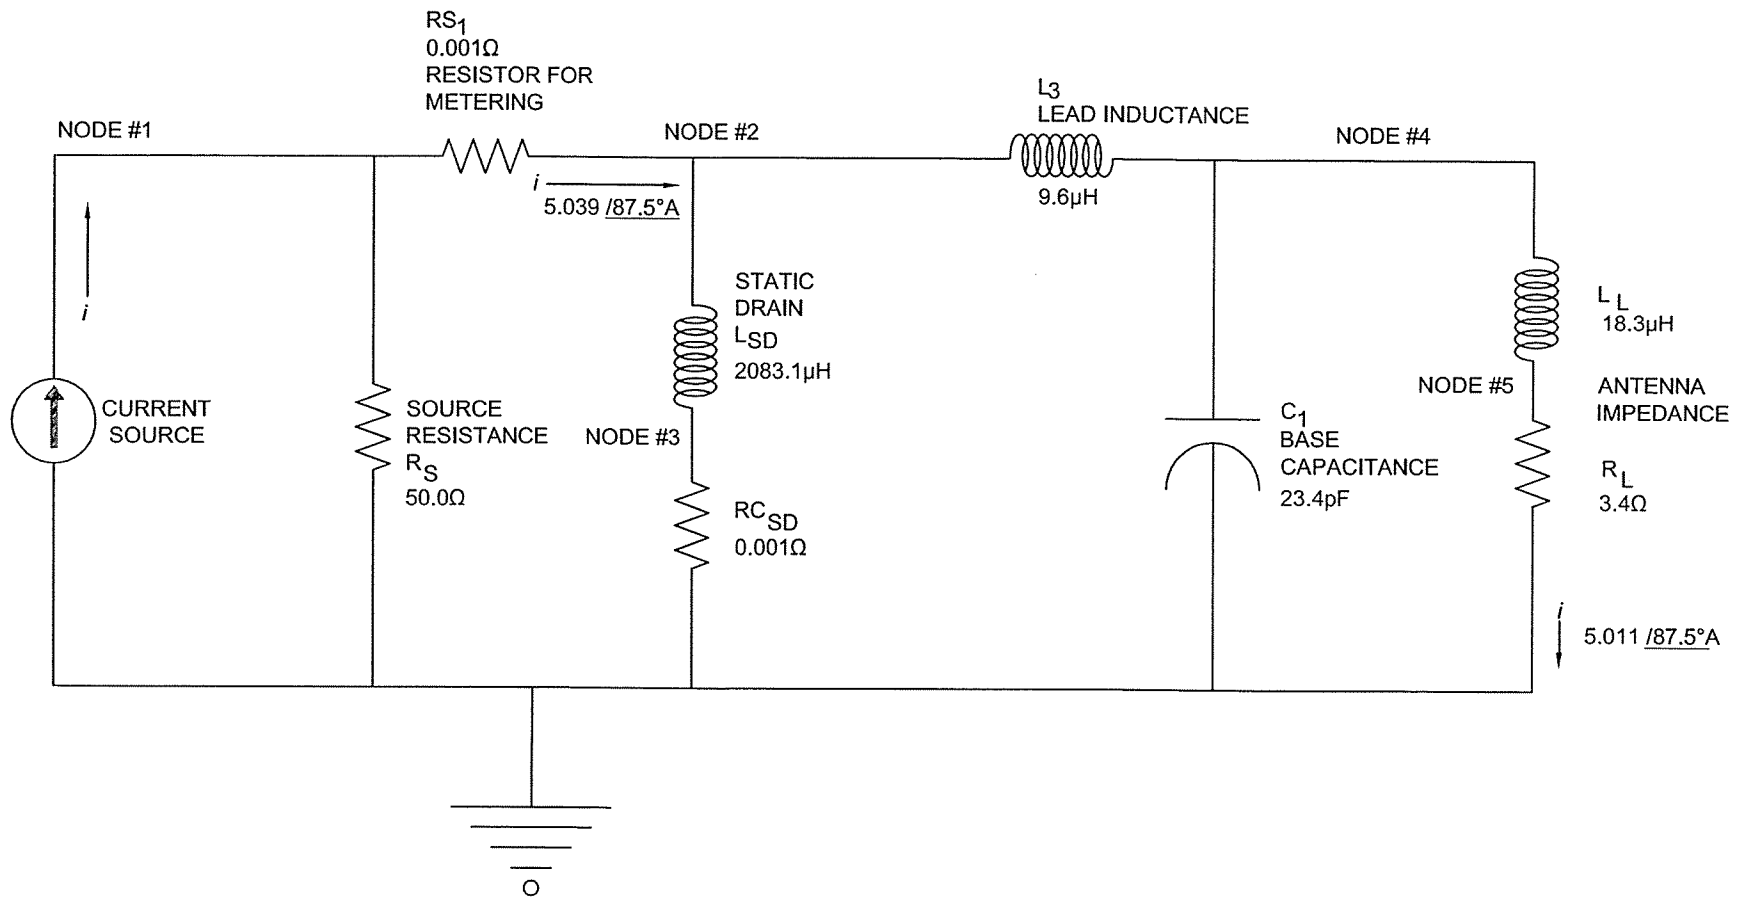 RS1
0.001Ω
RESISTOR FOR
METERING
NODE #1
NODE #2
L3
LEAD INDUCTANCE
9.6µH
NODE #4
i
5.039 /87.5°A
i
CURRENT
SOURCE
SOURCE
RESISTANCE
RS
50.0Ω
STATIC
DRAIN
LSD
2083.1µH
NODE #3
RCSD
0.001Ω
C1
BASE
CAPACITANCE
23.4pF
LL
18.3µH
NODE #5
ANTENNA
IMPEDANCE
RL
3.4Ω
i
5.011 /87.5°A
O